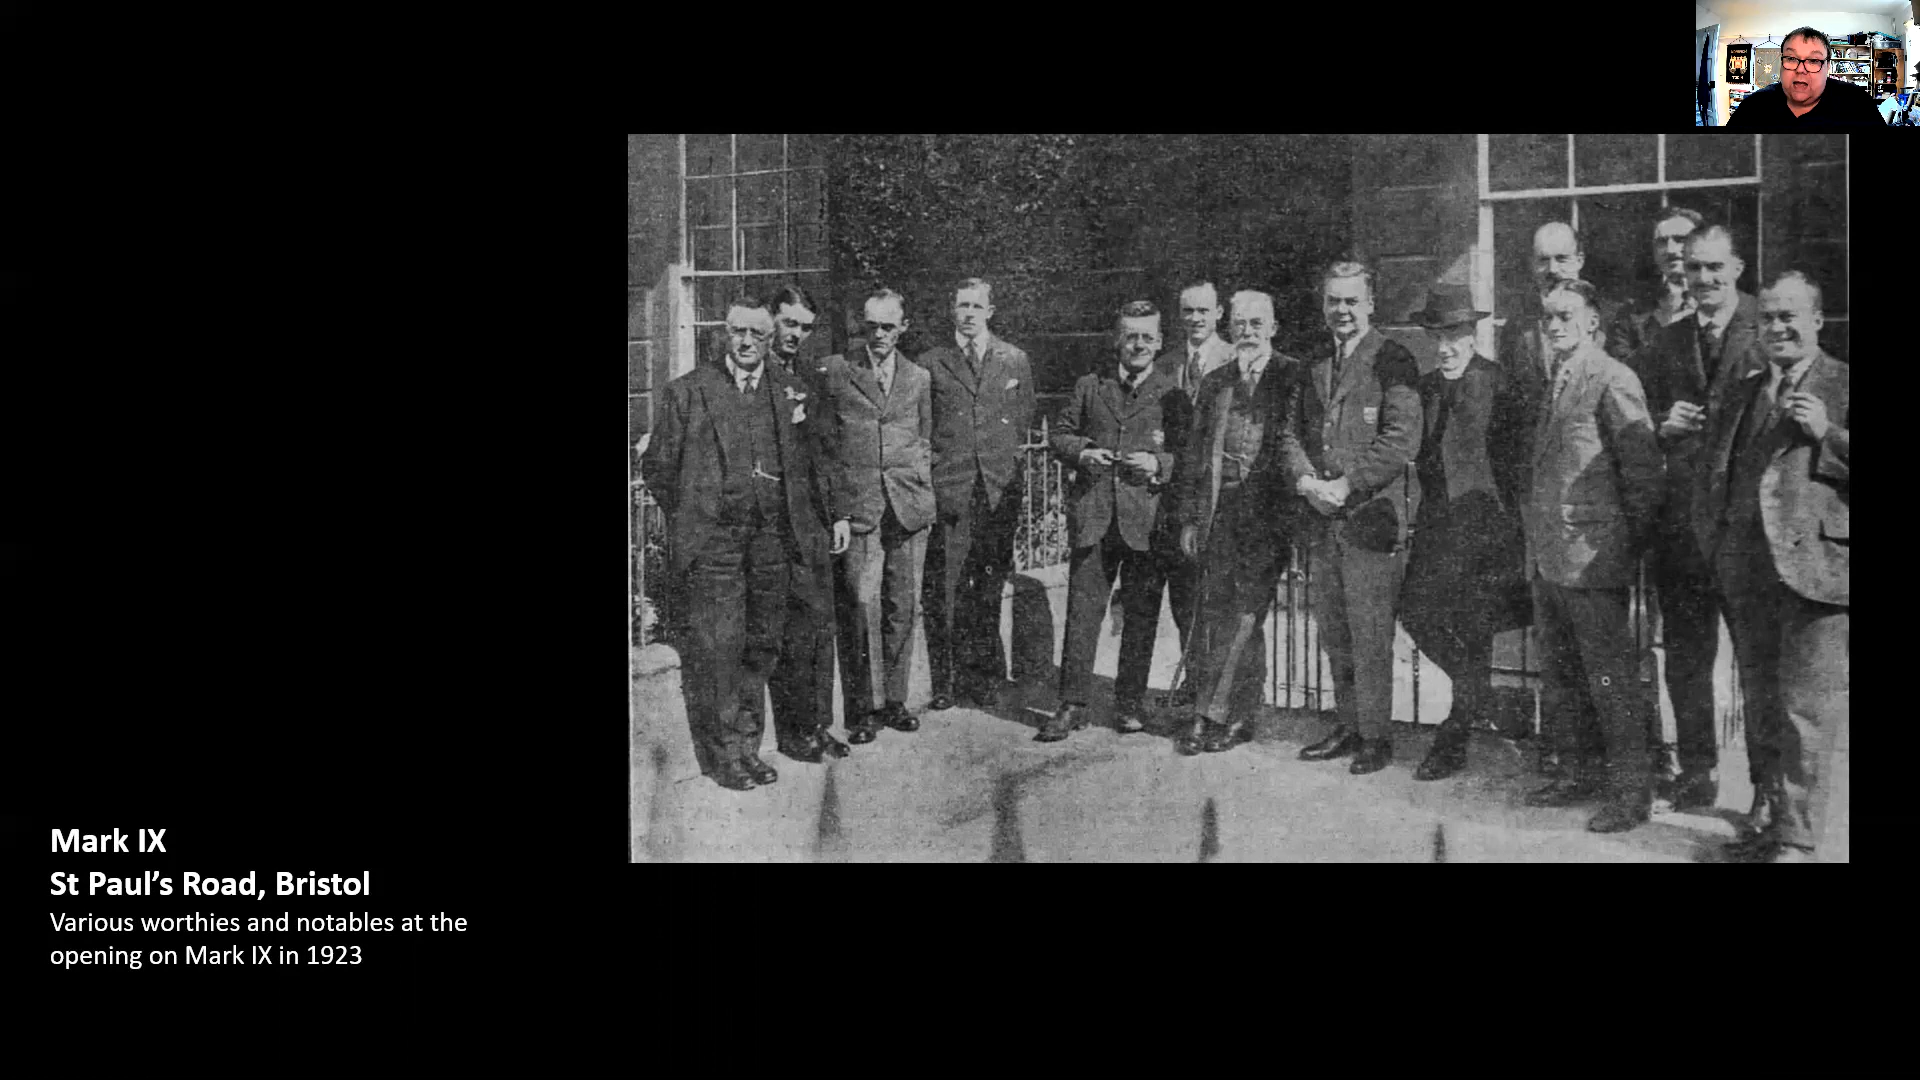 Mark IX
St Paul’s Road, Bristol
Various worthies and notables at the
opening on Mark IX in 1923